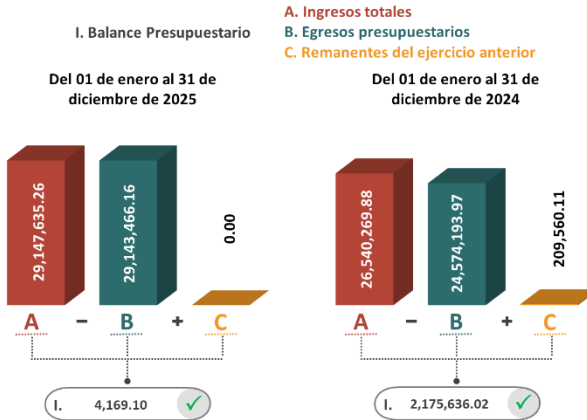 I. Balance Presupuestario
A. Ingresos totales
B. Egresos presupuestarios
C. Remanentes del ejercicio anterior
Del 01 de enero al 31 de
diciembre de 2025
29,147,635.26
29,143,466.16
0.00
A − B + C
I. 4,169.10 ✓
Del 01 de enero al 31 de
diciembre de 2024
26,540,269.88
24,574,193.97
209,560.11
A − B + C
I. 2,175,636.02 ✓